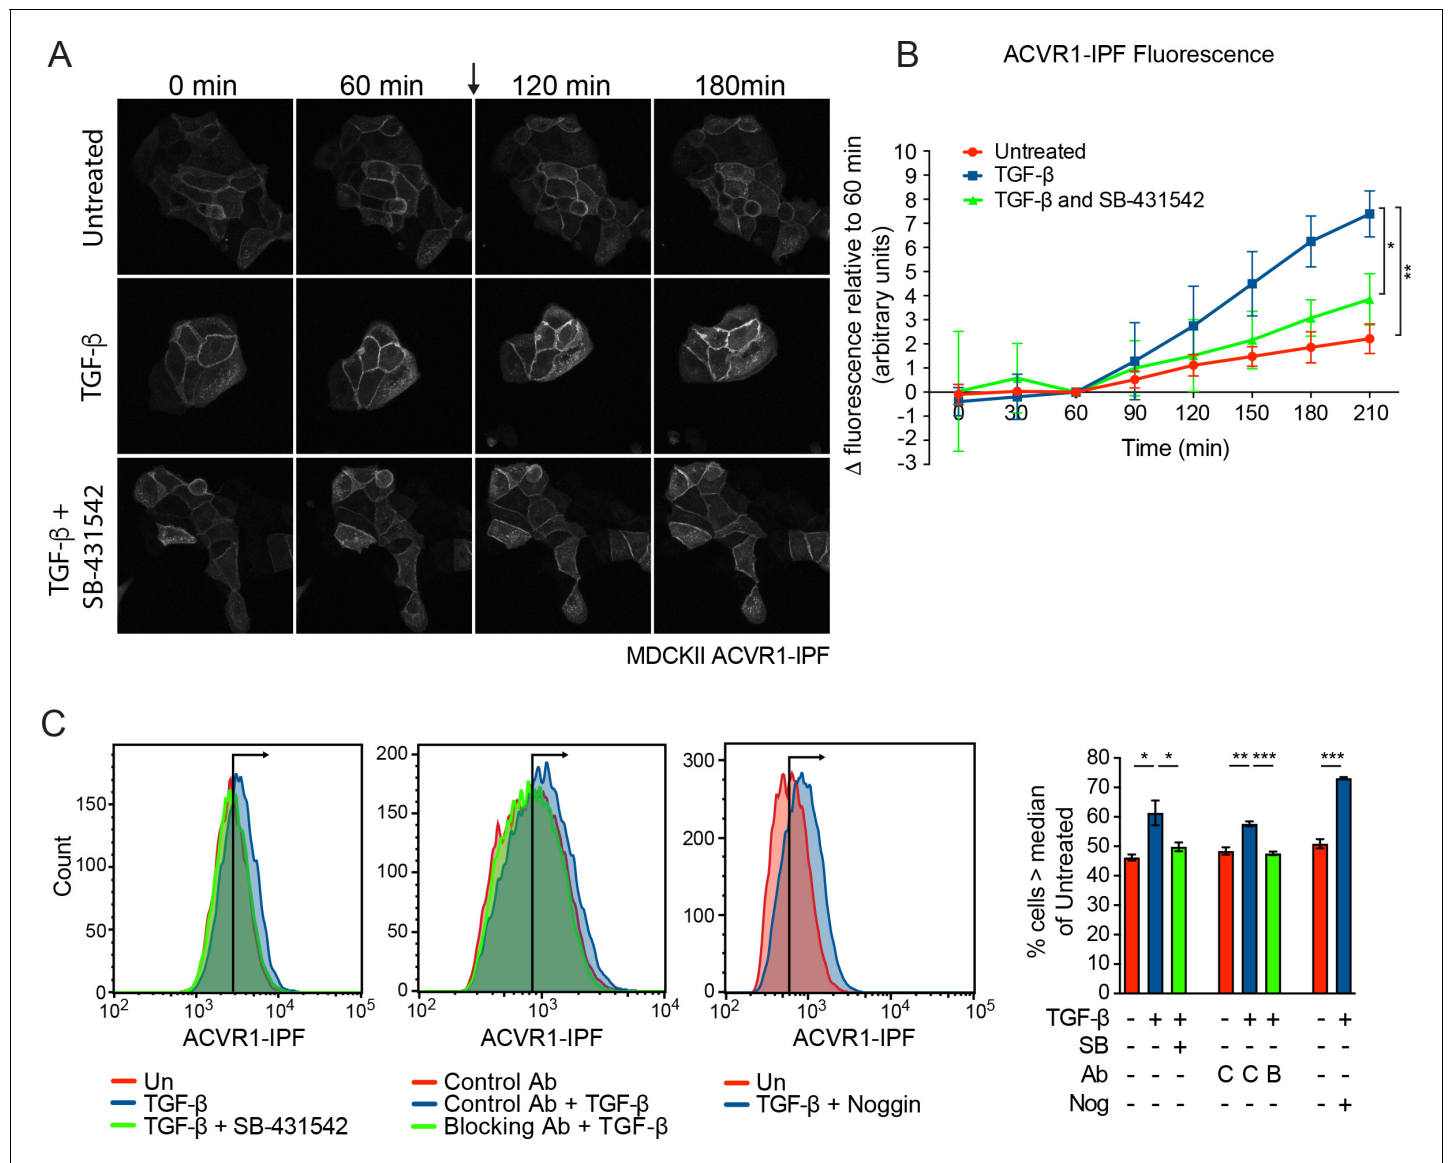 A
0 min
60 min
120 min
180min
Untreated
TGF-β
TGF-β +
SB-431542
MDCKII ACVR1-IPF
B
ACVR1-IPF Fluorescence
Untreated
TGF-β
TGF-β and SB-431542
Δ fluorescence relative to 60 min
(arbitrary units)
10
9
8
7
6
5
4
3
2
1
0
-1
-2
-3
0 30 60 90 120 150 180 210
Time (min)
*
**
C
Count
150
100
50
0
10² 10³ 10⁴ 10⁵
ACVR1-IPF
Un
TGF-β
TGF-β + SB-431542
200
150
100
50
0
10² 10³ 10⁴
ACVR1-IPF
Control Ab
Control Ab + TGF-β
Blocking Ab + TGF-β
300
200
100
0
10² 10³ 10⁴ 10⁵
ACVR1-IPF
Un
TGF-β + Noggin
% cells > median
of Untreated
80
70
60
50
40
30
20
10
0
* * ** *** ***
TGF-β - + + - + + - +
SB - - + - - - - -
Ab - - - C C B - -
Nog - - - - - - - +